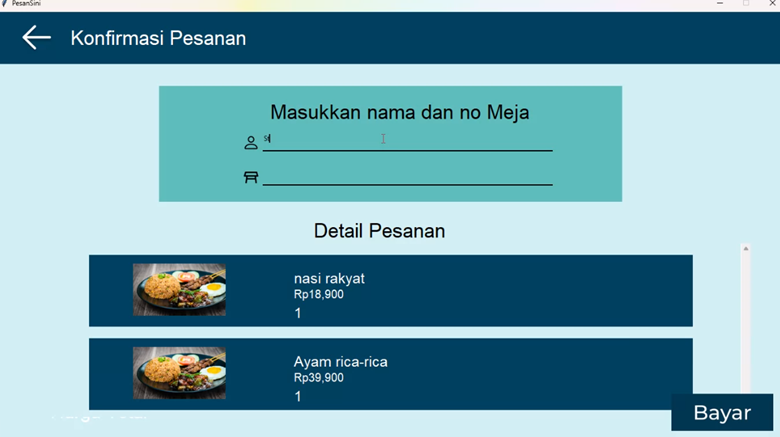 PesanSini
Konfirmasi Pesanan
Masukkan nama dan no Meja
Detail Pesanan
nasi rakyat
Rp18,900
1
Ayam rica-rica
Rp39,900
1
Bayar